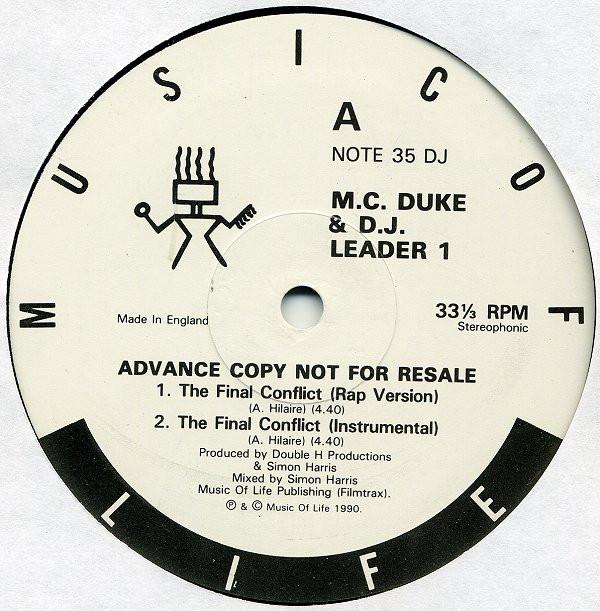 MUSIC OF LIFE
A
NOTE 35 DJ
M.C. DUKE
& D.J.
LEADER 1
Made In England
33⅓ RPM
Stereophonic
ADVANCE COPY NOT FOR RESALE
1. The Final Conflict (Rap Version)
(A. Hilaire) (4.40)
2. The Final Conflict (Instrumental)
(A. Hilaire) (4.40)
Produced by Double H Productions
& Simon Harris
Mixed by Simon Harris
Music Of Life Publishing (Filmtrax).
℗ & © Music Of Life 1990.